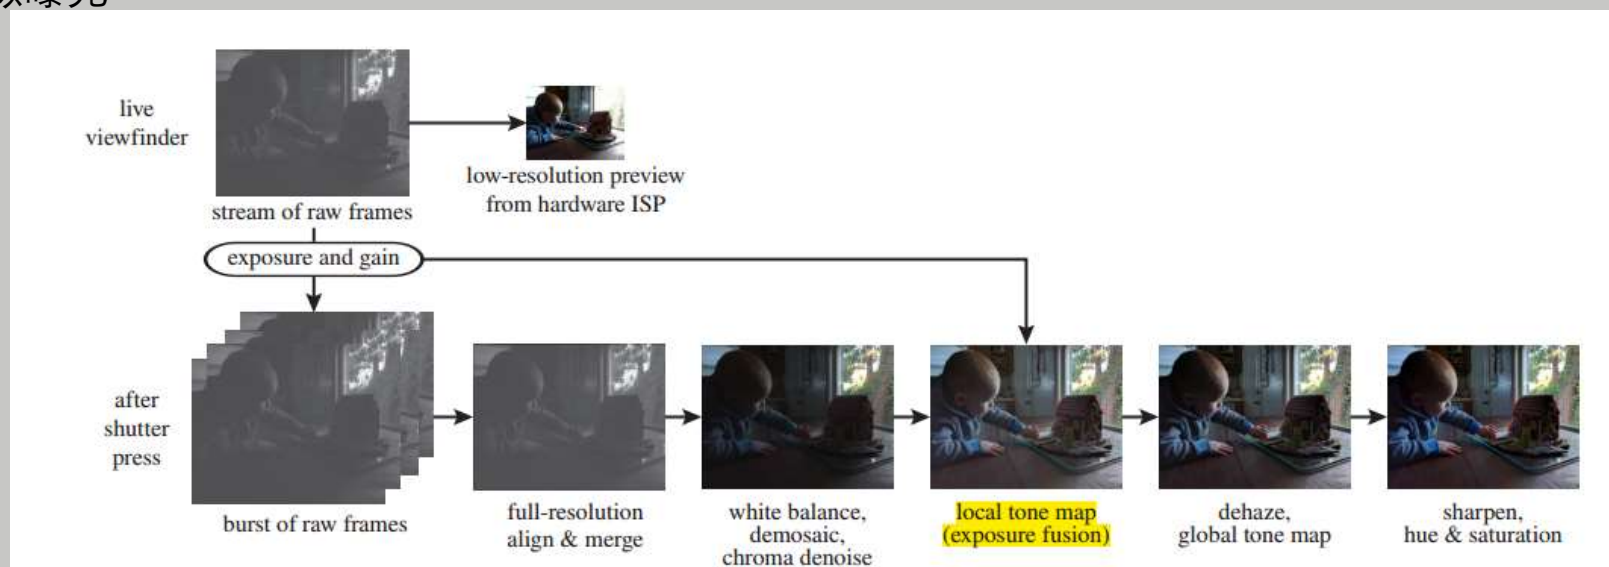 live
viewfinder
stream of raw frames
low-resolution preview
from hardware ISP
exposure and gain
after
shutter
press
burst of raw frames
full-resolution
align & merge
white balance,
demosaic,
chroma denoise
local tone map
(exposure fusion)
dehaze,
global tone map
sharpen,
hue & saturation